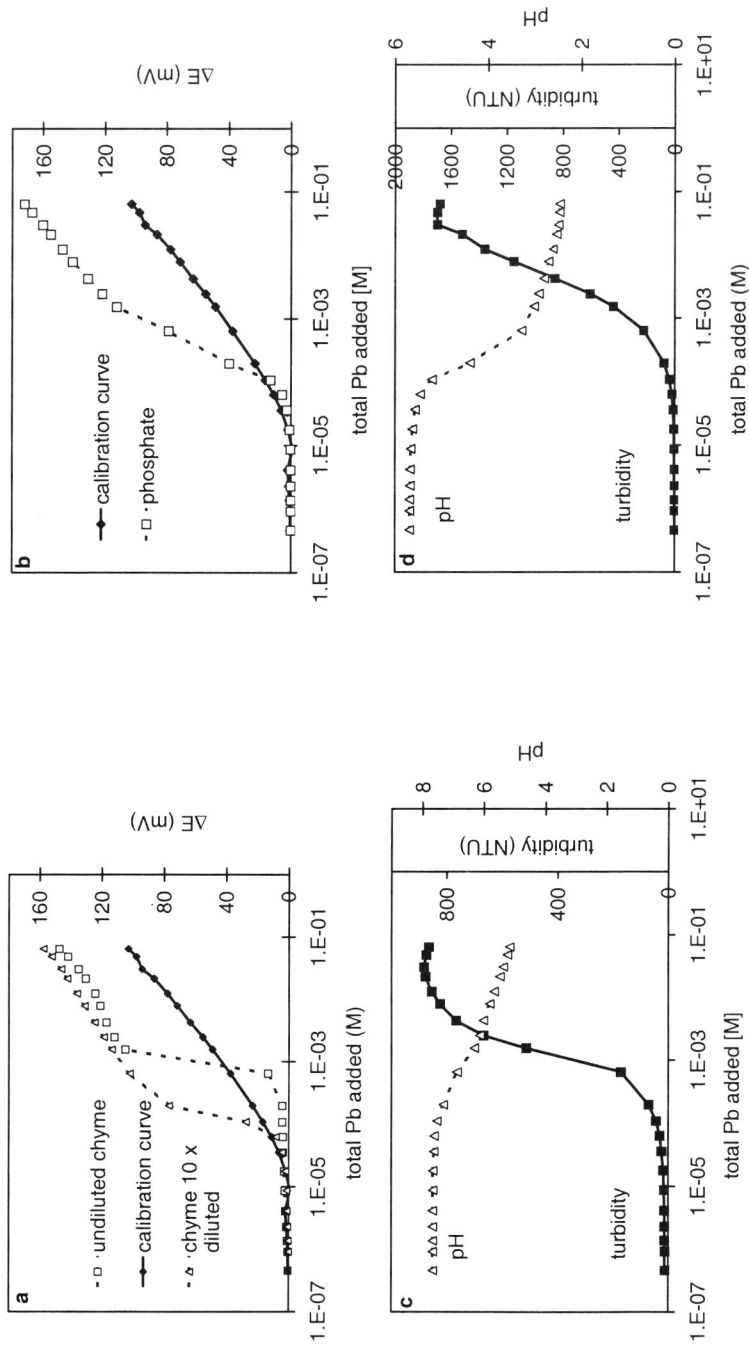 a
- □ - undiluted chyme
calibration curve
- △ - chyme 10 x
diluted
160
120
80
40
0
ΔE (mV)
1.E-07
1.E-05
1.E-03
1.E-01
total Pb added (M)
b
calibration curve
- □ - phosphate
160
120
80
40
0
ΔE (mV)
1.E-07
1.E-05
1.E-03
1.E-01
total Pb added [M]
c
pH
turbidity
800
400
0
turbidity (NTU)
8
6
4
2
0
pH
1.E-07
1.E-05
1.E-03
1.E-01
1.E+01
total Pb added [M]
d
pH
turbidity
2000
1600
1200
800
400
0
turbidity (NTU)
6
4
2
0
pH
1.E-07
1.E-05
1.E-03
1.E-01
1.E+01
total Pb added (M)